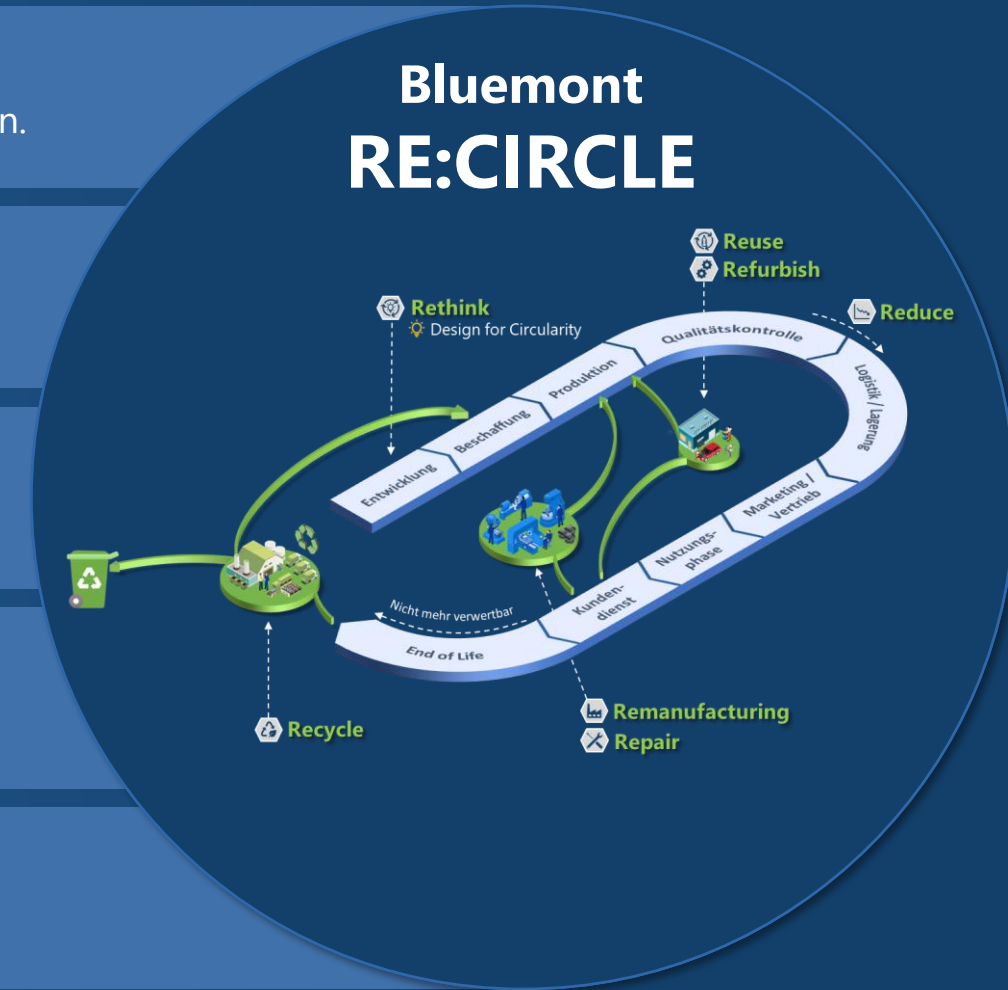 n.
Bluemont
RE:CIRCLE
Reuse
Refurbish
Rethink
Design for Circularity
Reduce
Entwicklung
Beschaffung
Produktion
Qualitätskontrolle
Logistik / Lagerung
Marketing /
Vertrieb
Nutzungs-
phase
Kunden-
dienst
Nicht mehr verwertbar
End of Life
Recycle
Remanufacturing
Repair